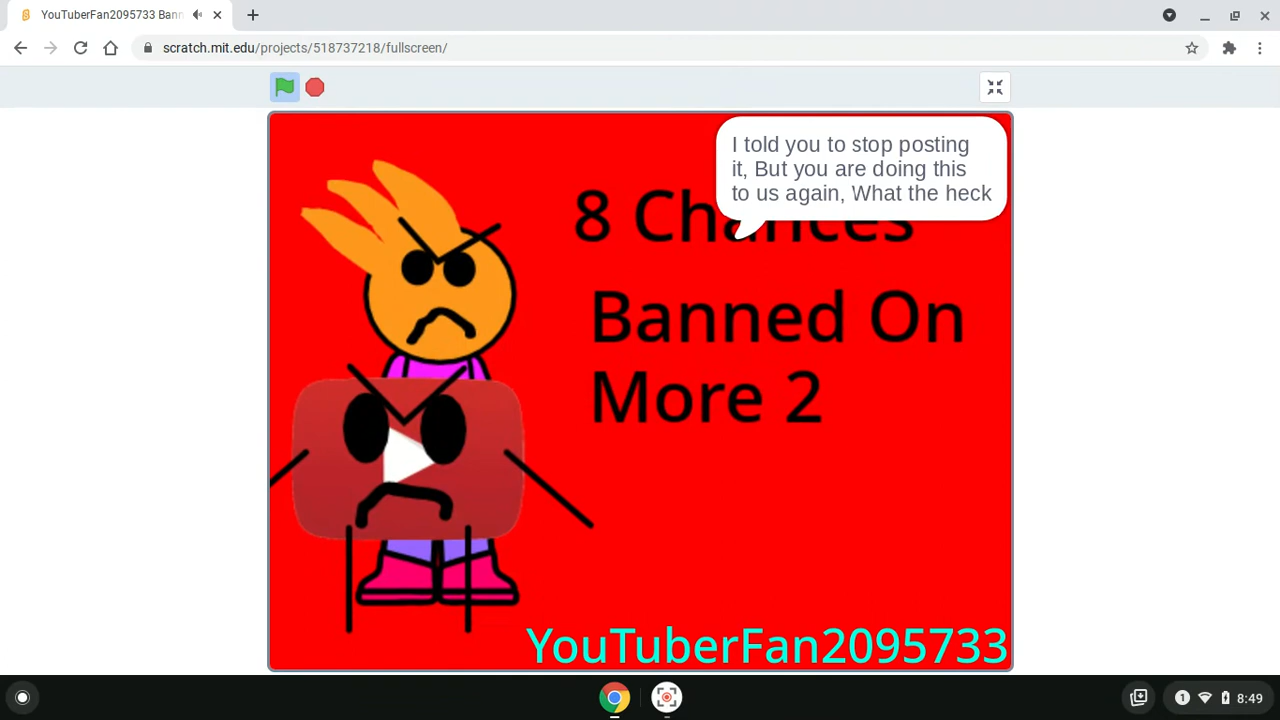 YouTuberFan2095733 Bann
scratch.mit.edu/projects/518737218/fullscreen/
I told you to stop posting
it, But you are doing this
to us again, What the heck
8 Chances
Banned On
More 2
YouTuberFan2095733
1
8:49